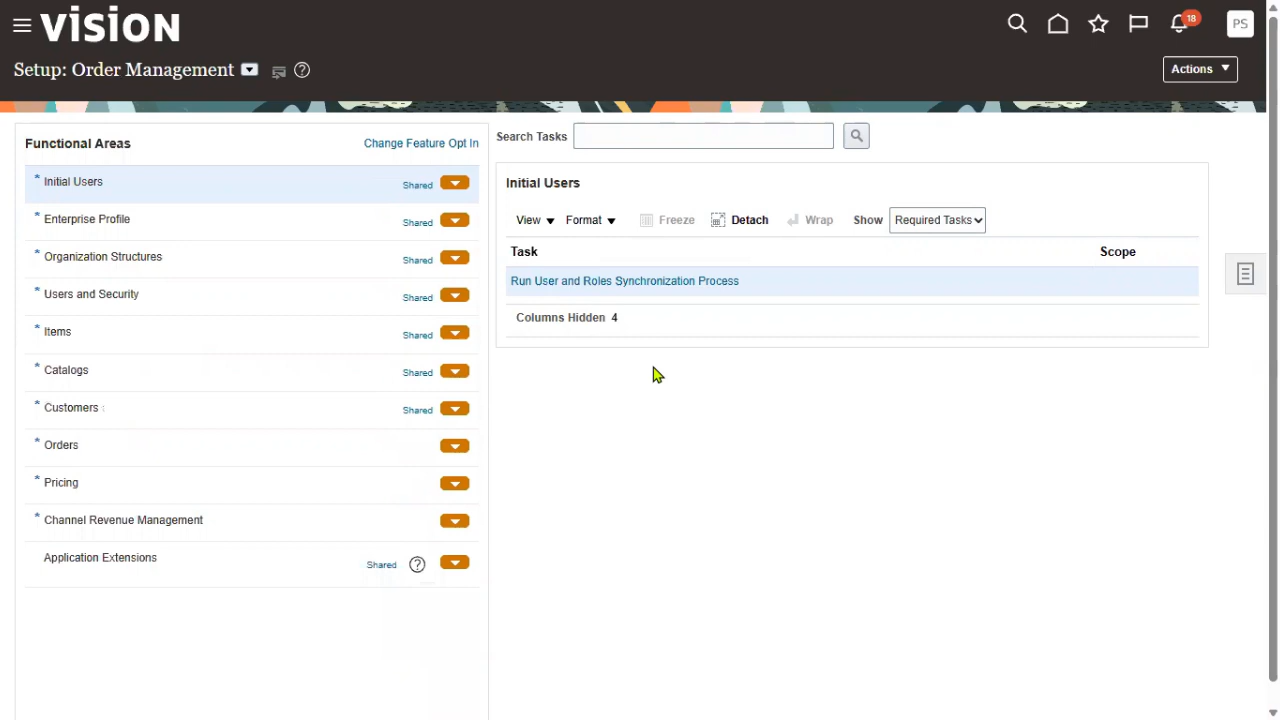 vision
18
PS
Setup: Order Management
Actions
Functional Areas
Change Feature Opt In
* Initial Users Shared
* Enterprise Profile Shared
* Organization Structures Shared
* Users and Security Shared
* Items Shared
* Catalogs Shared
* Customers Shared
* Orders
* Pricing
* Channel Revenue Management
Application Extensions Shared ?
Search Tasks
Initial Users
View Format Freeze Detach Wrap Show Required Tasks
Task Scope
Run User and Roles Synchronization Process
Columns Hidden 4